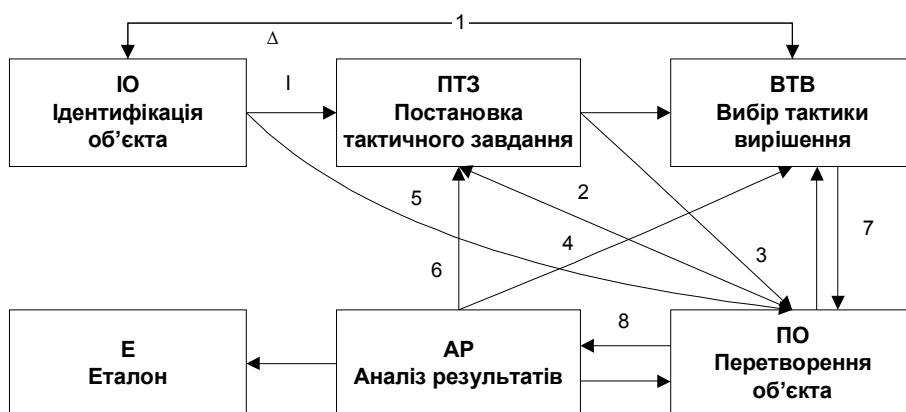 1
Δ
ІО
Ідентифікація
об’єкта
І
ПТЗ
Постановка
тактичного завдання
ВТВ
Вибір тактики
вирішення
5
2
4
3
7
6
8
Е
Еталон
АР
Аналіз результатів
ПО
Перетворення
об’єкта